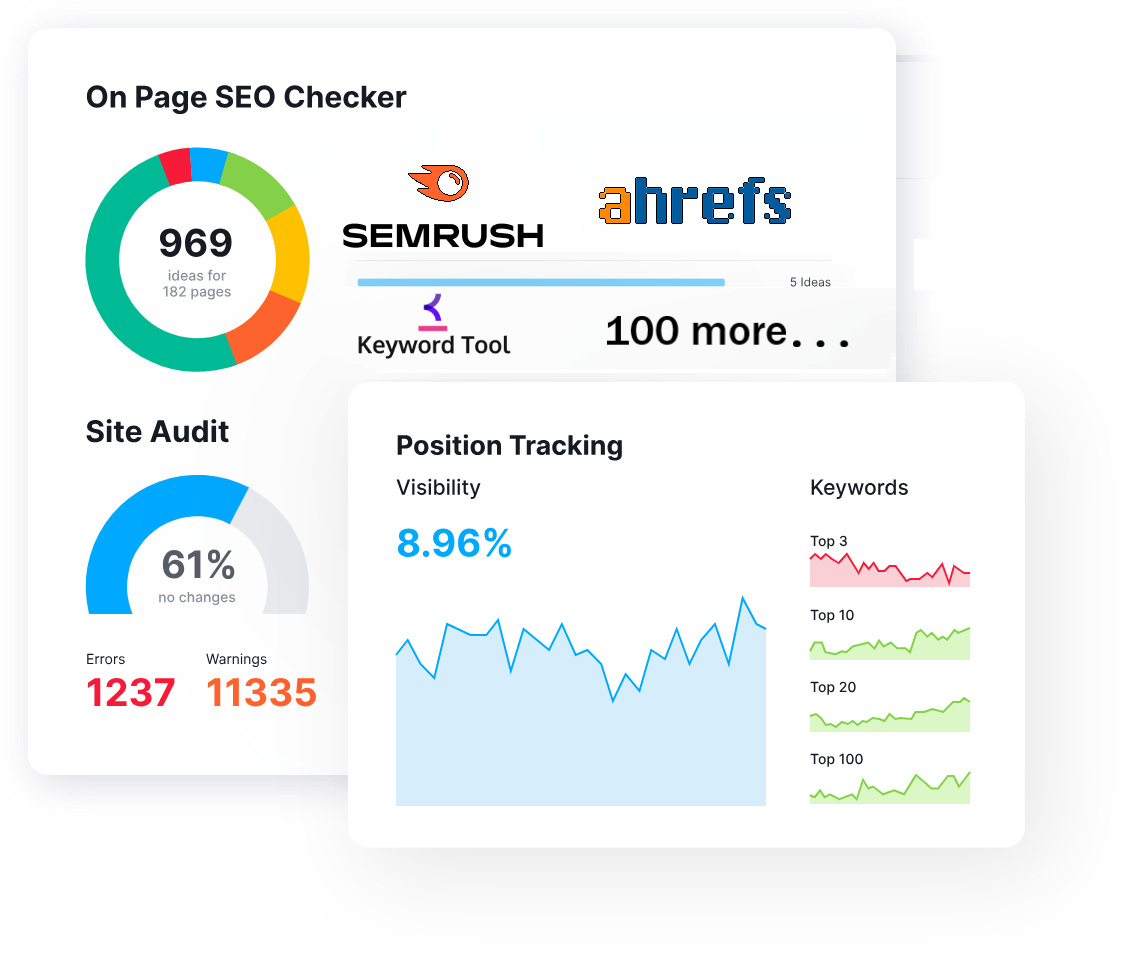 On Page SEO Checker
969
ideas for
182 pages
SEMRUSH
ahrefs
5 Ideas
Keyword Tool
100 more...
Site Audit
61%
no changes
Errors
Warnings
1237
11335
Position Tracking
Visibility
8.96%
Keywords
Top 3
Top 10
Top 20
Top 100